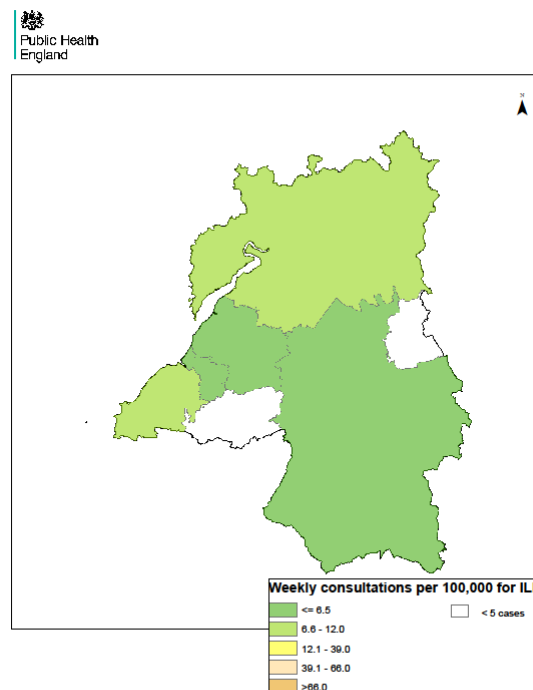 Public Health
England
N
Weekly consultations per 100,000 for ILI
<= 6.5
< 5 cases
6.6 - 12.0
12.1 - 39.0
39.1 - 66.0
>66.0